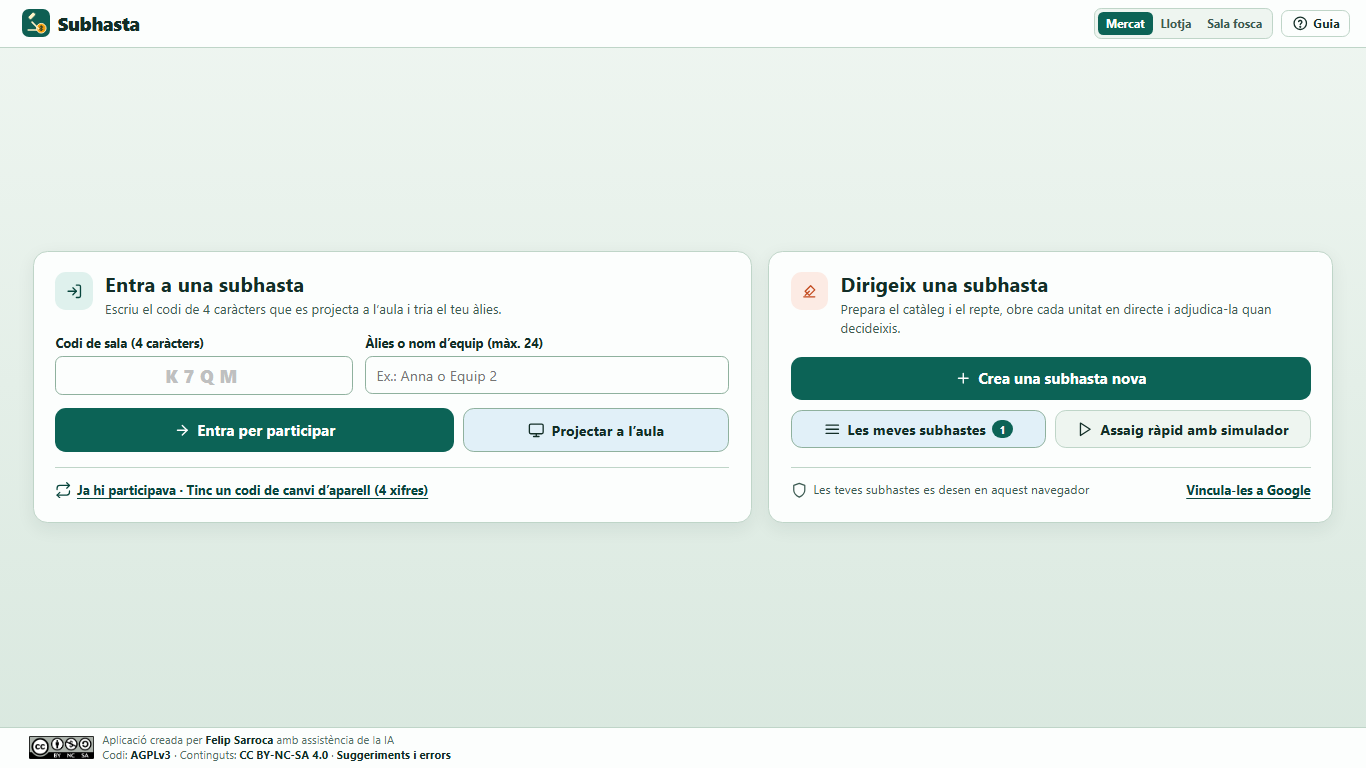 Subhasta
Mercat
Llotja
Sala fosca
Guia
Entra a una subhasta
Escriu el codi de 4 caràcters que es projecta a l’aula i tria el teu àlies.
Codi de sala (4 caràcters)
Àlies o nom d’equip (màx. 24)
K7QM
Ex.: Anna o Equip 2
Entra per participar
Projectar a l’aula
Ja hi participava · Tinc un codi de canvi d’aparell (4 xifres)
Dirigeix una subhasta
Prepara el catàleg i el repte, obre cada unitat en directe i adjudica-la quan
decideixis.
Crea una subhasta nova
Les meves subhastes 1
Assaig ràpid amb simulador
Les teves subhastes es desen en aquest navegador
Vincula-les a Google
CC BY NC SA
Aplicació creada per Felip Sarroca amb assistència de la IA
Codi: AGPLv3 · Continguts: CC BY-NC-SA 4.0 · Suggeriments i errors